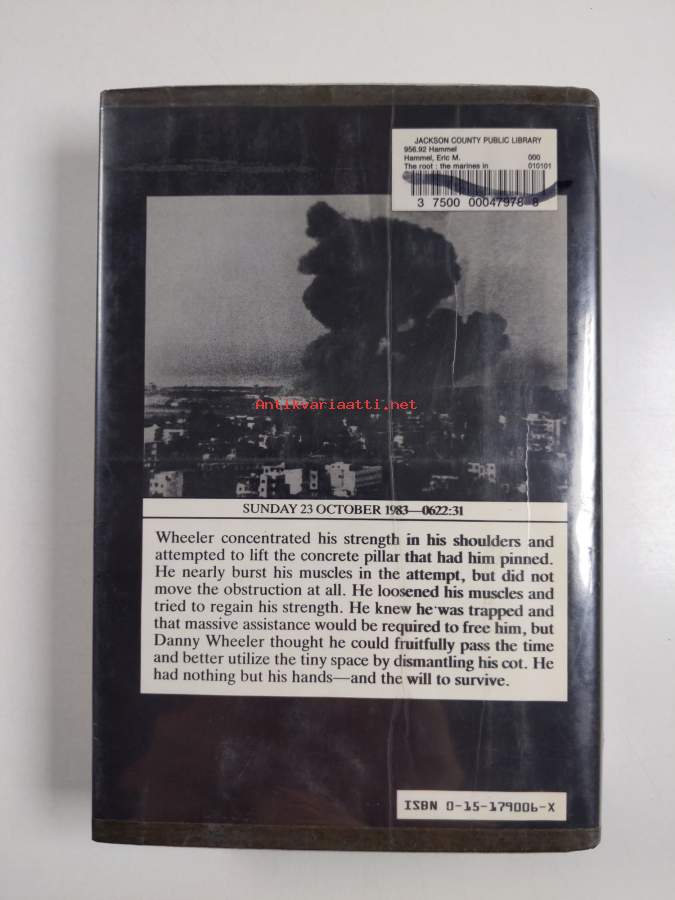 JACKSON COUNTY PUBLIC LIBRARY
956.92 Hammel
Hammel, Eric M. 000
The root : the marines in 010101
3 7500 00047978 8
Antikvariaatti.net
SUNDAY 23 OCTOBER 1983—0622:31
Wheeler concentrated his strength in his shoulders and
attempted to lift the concrete pillar that had him pinned.
He nearly burst his muscles in the attempt, but did not
move the obstruction at all. He loosened his muscles and
tried to regain his strength. He knew he was trapped and
that massive assistance would be required to free him, but
Danny Wheeler thought he could fruitfully pass the time
and better utilize the tiny space by dismantling his cot. He
had nothing but his hands—and the will to survive.
ISBN 0-15-179006-X